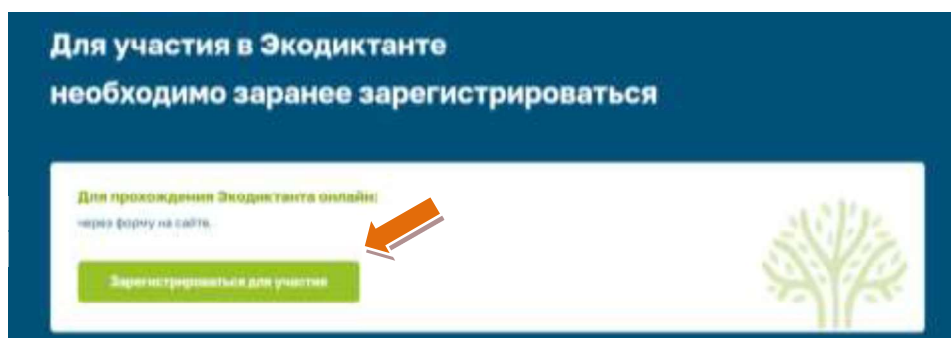 Для участия в Экодиктанте
необходимо заранее зарегистрироваться
Для прохождения Экодиктанта онлайн:
через форму на сайте.
Зарегистрироваться для участия